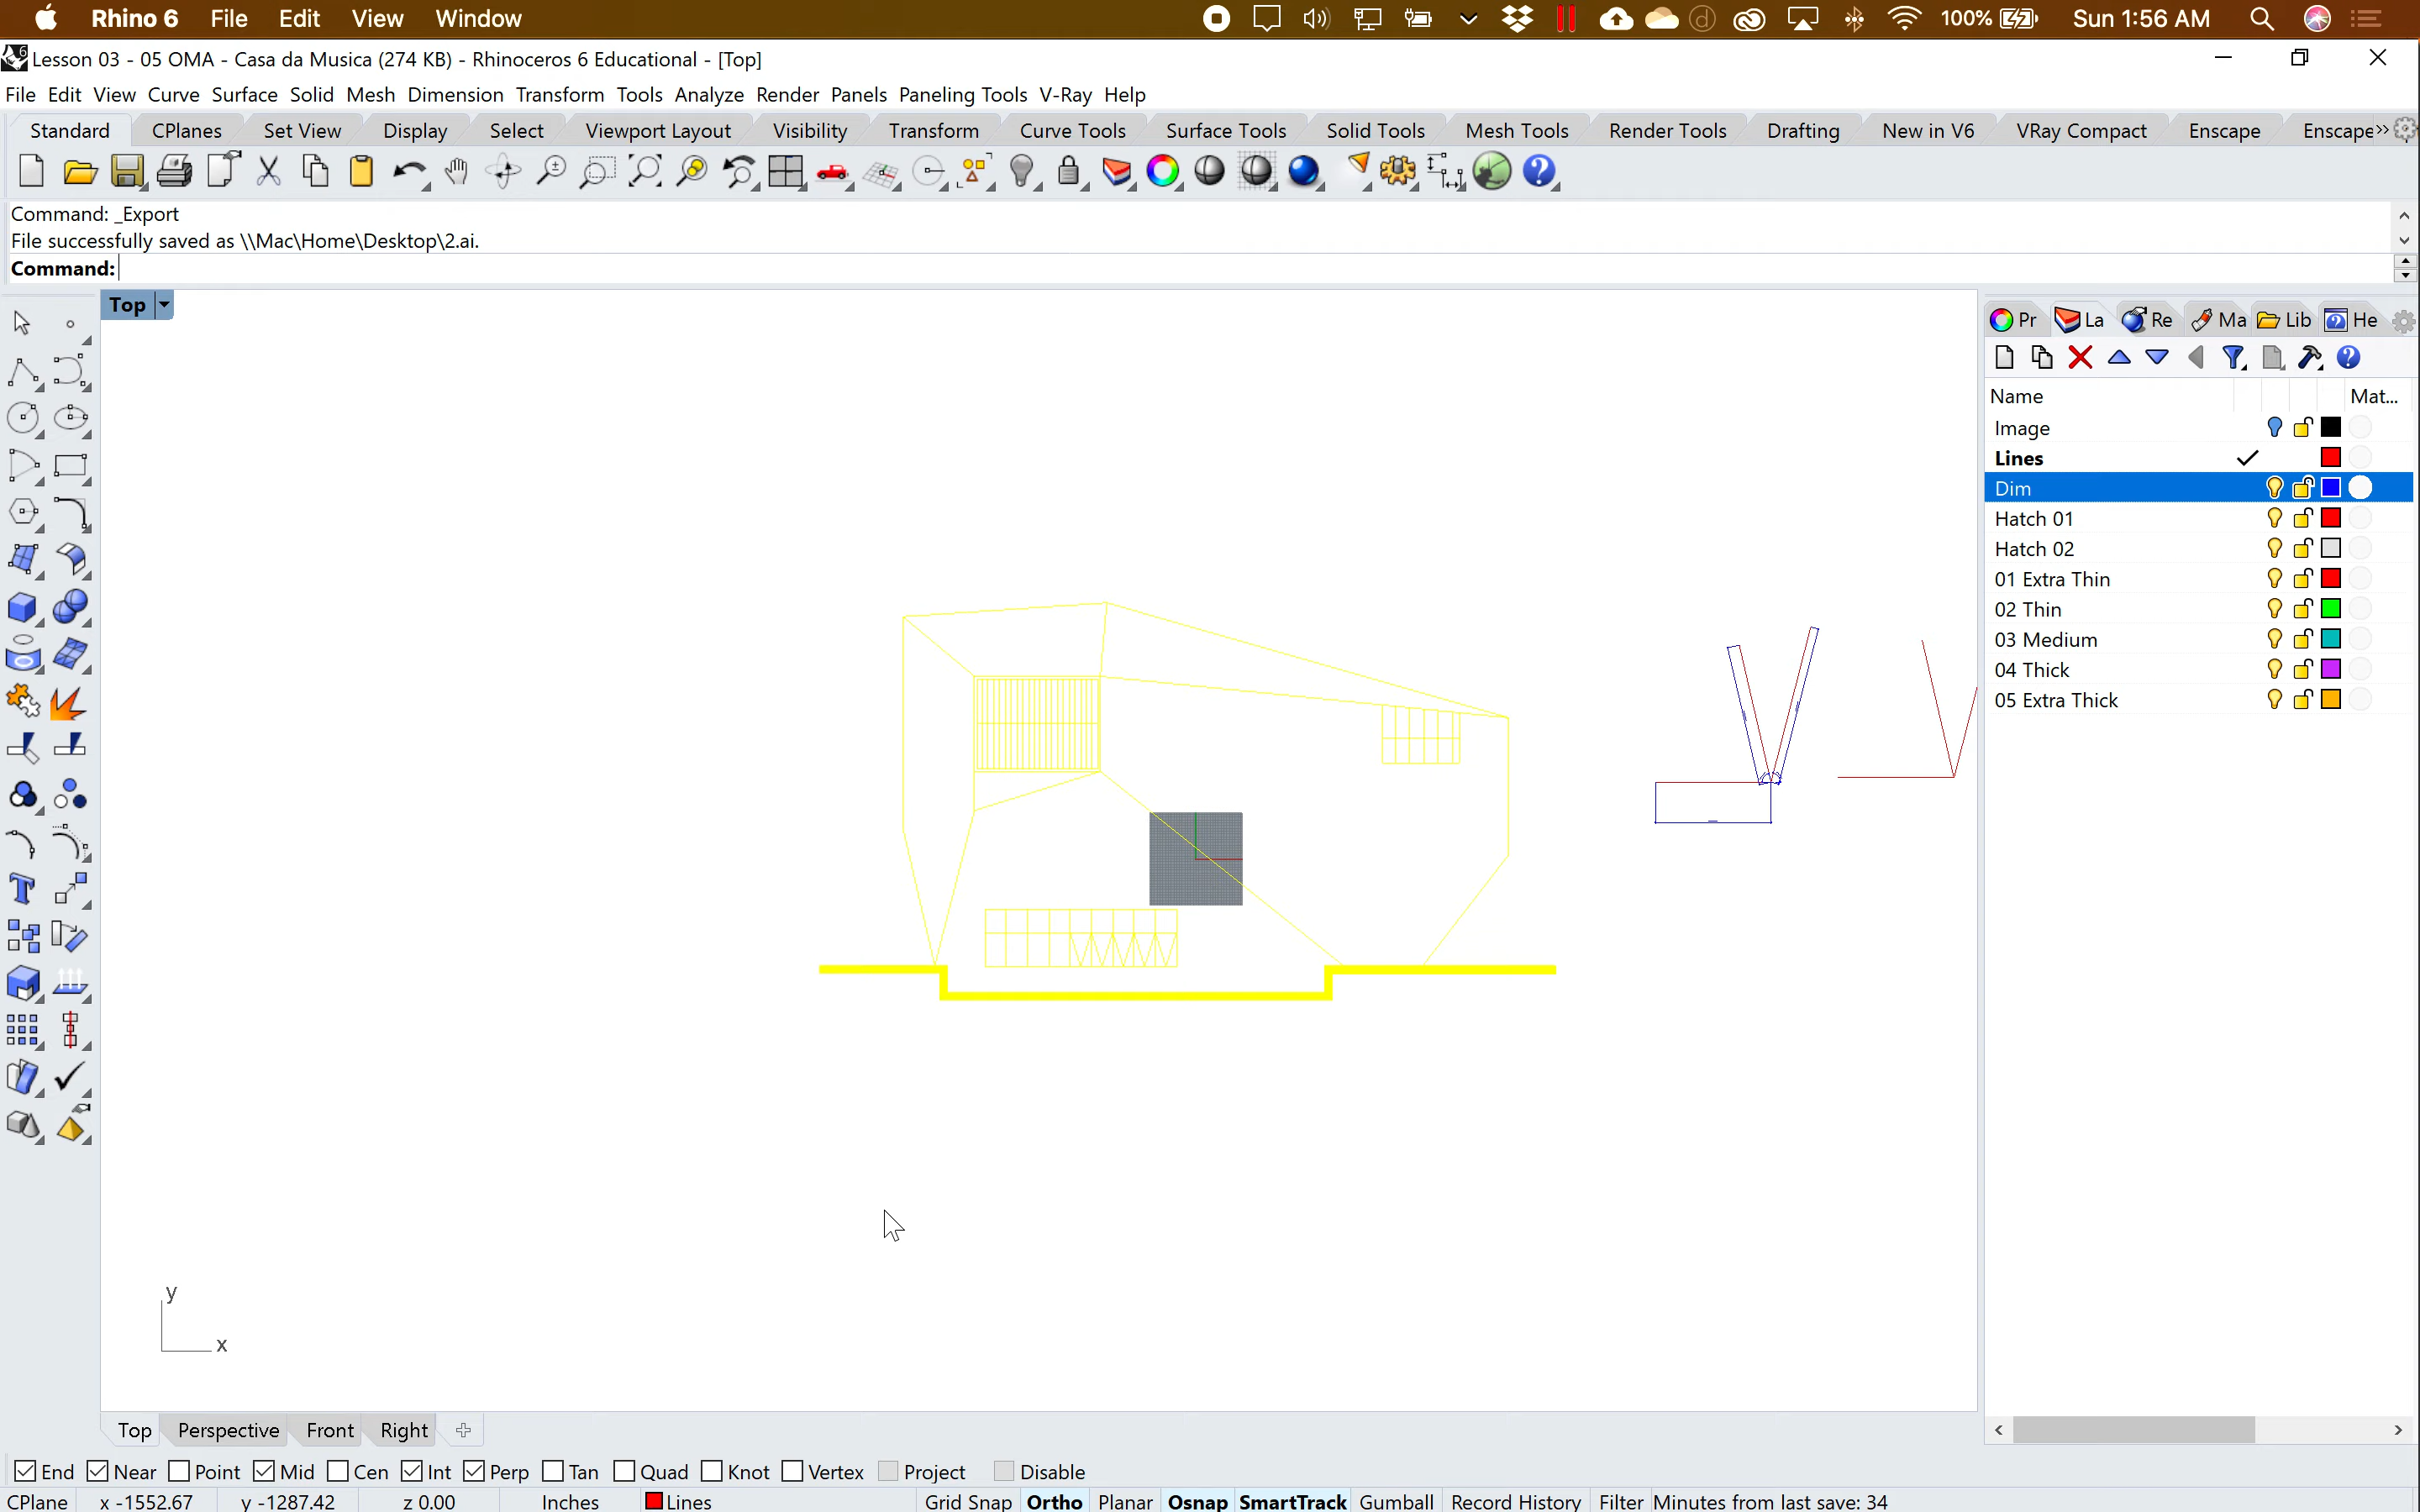 Rhino 6 File Edit View Window 100% Sun 1:56 AM
Lesson 03 - 05 OMA - Casa da Musica (274 KB) - Rhinoceros 6 Educational - [Top]
File Edit View Curve Surface Solid Mesh Dimension Transform Tools Analyze Render Panels Paneling Tools V-Ray Help
Standard CPlanes Set View Display Select Viewport Layout Visibility Transform Curve Tools Surface Tools Solid Tools Mesh Tools Render Tools Drafting New in V6 VRay Compact Enscape Enscape»
Command: _Export
File successfully saved as \\Mac\Home\Desktop\2.ai.
Command:
Top
Pr La Re Ma Lib He
Name Mat...
Image
Lines
Dim
Hatch 01
Hatch 02
01 Extra Thin
02 Thin
03 Medium
04 Thick
05 Extra Thick
y
x
Top Perspective Front Right
End Near Point Mid Cen Int Perp Tan Quad Knot Vertex Project Disable
CPlane x -1552.67 y -1287.42 z 0.00 Inches Lines Grid Snap Ortho Planar Osnap SmartTrack Gumball Record History Filter Minutes from last save: 34